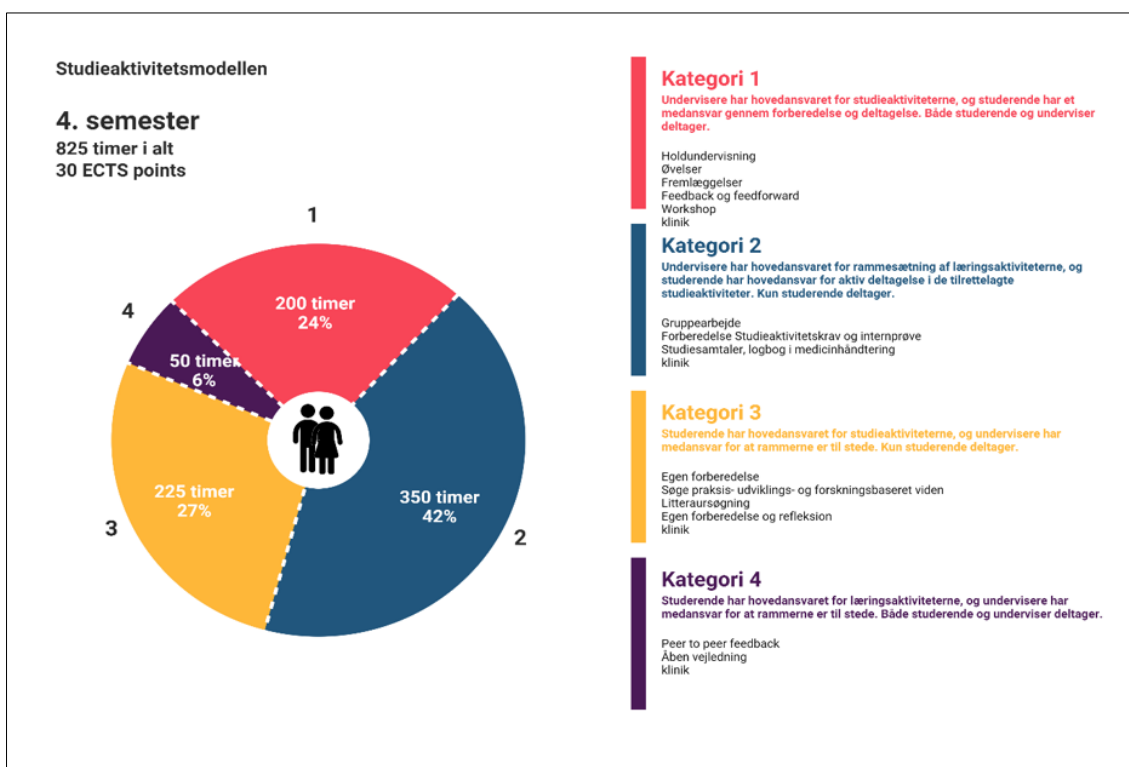 Studieaktivitetsmodellen
4. semester
825 timer i alt
30 ECTS points
1
200 timer
24%
4
50 timer
6%
225 timer
27%
3
350 timer
42%
2
Kategori 1
Undervisere har hovedansvaret for studieaktiviteterne, og studerende har et
medansvar gennem forberedelse og deltagelse. Både studerende og underviser
deltager.
Holdundervisning
Øvelser
Fremlæggelser
Feedback og feedforward
Workshop
klinik
Kategori 2
Undervisere har hovedansvaret for rammesætning af læringsaktiviteterne, og
studerende har hovedansvar for aktiv deltagelse i de tilrettelagte
studieaktiviteter. Kun studerende deltager.
Gruppearbejde
Forberedelse Studieaktivitetskrav og internprøve
Studiesamtaler, logbog i medicinhåndtering
klinik
Kategori 3
Studerende har hovedansvaret for studieaktiviteterne, og undervisere har
medansvar for at rammerne er til stede. Kun studerende deltager.
Egen forberedelse
Søge praksis- udviklings- og forskningsbaseret viden
Litteraursøgning
Egen forberedelse og refleksion
klinik
Kategori 4
Studerende har hovedansvaret for læringsaktiviteterne, og undervisere har
medansvar for at rammerne er til stede. Både studerende og underviser deltager.
Peer to peer feedback
Åben vejledning
klinik